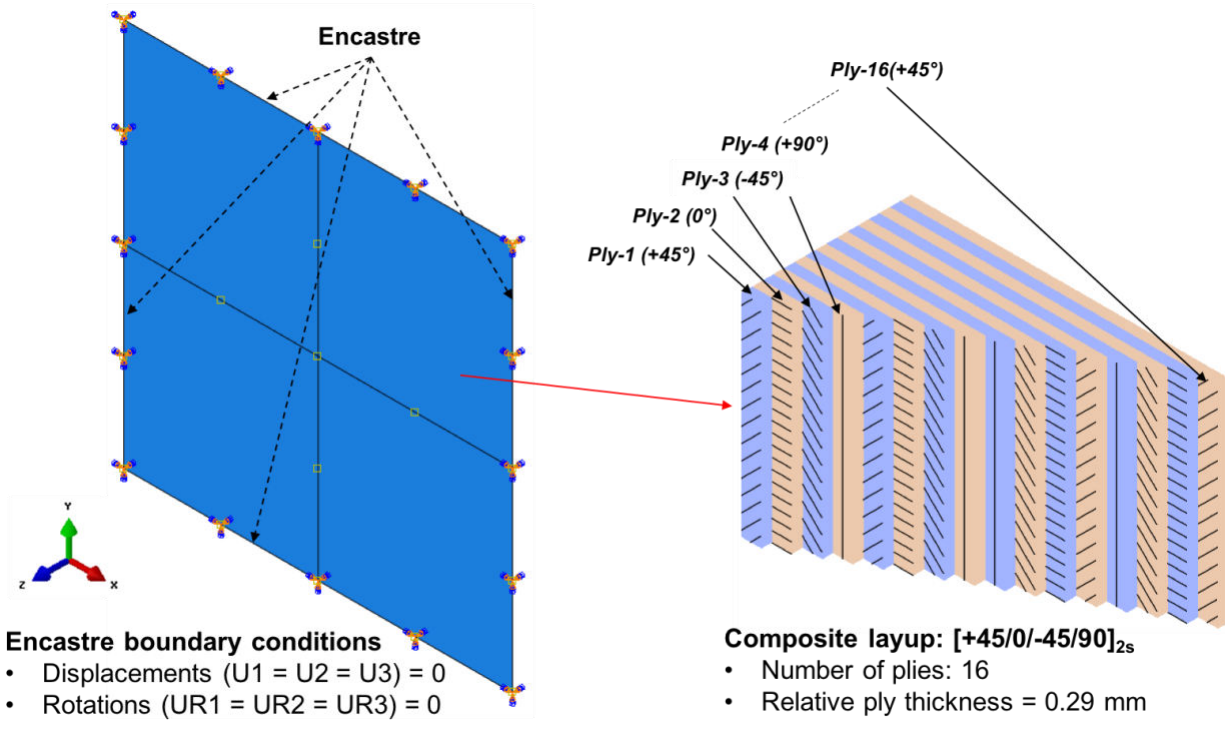 Encastre
Ply-16(+45°)
Ply-4 (+90°)
Ply-3 (-45°)
Ply-2 (0°)
Ply-1 (+45°)
Y
Z
X
Encastre boundary conditions
• Displacements (U1 = U2 = U3) = 0
• Rotations (UR1 = UR2 = UR3) = 0
Composite layup: [+45/0/-45/90]2s
• Number of plies: 16
• Relative ply thickness = 0.29 mm